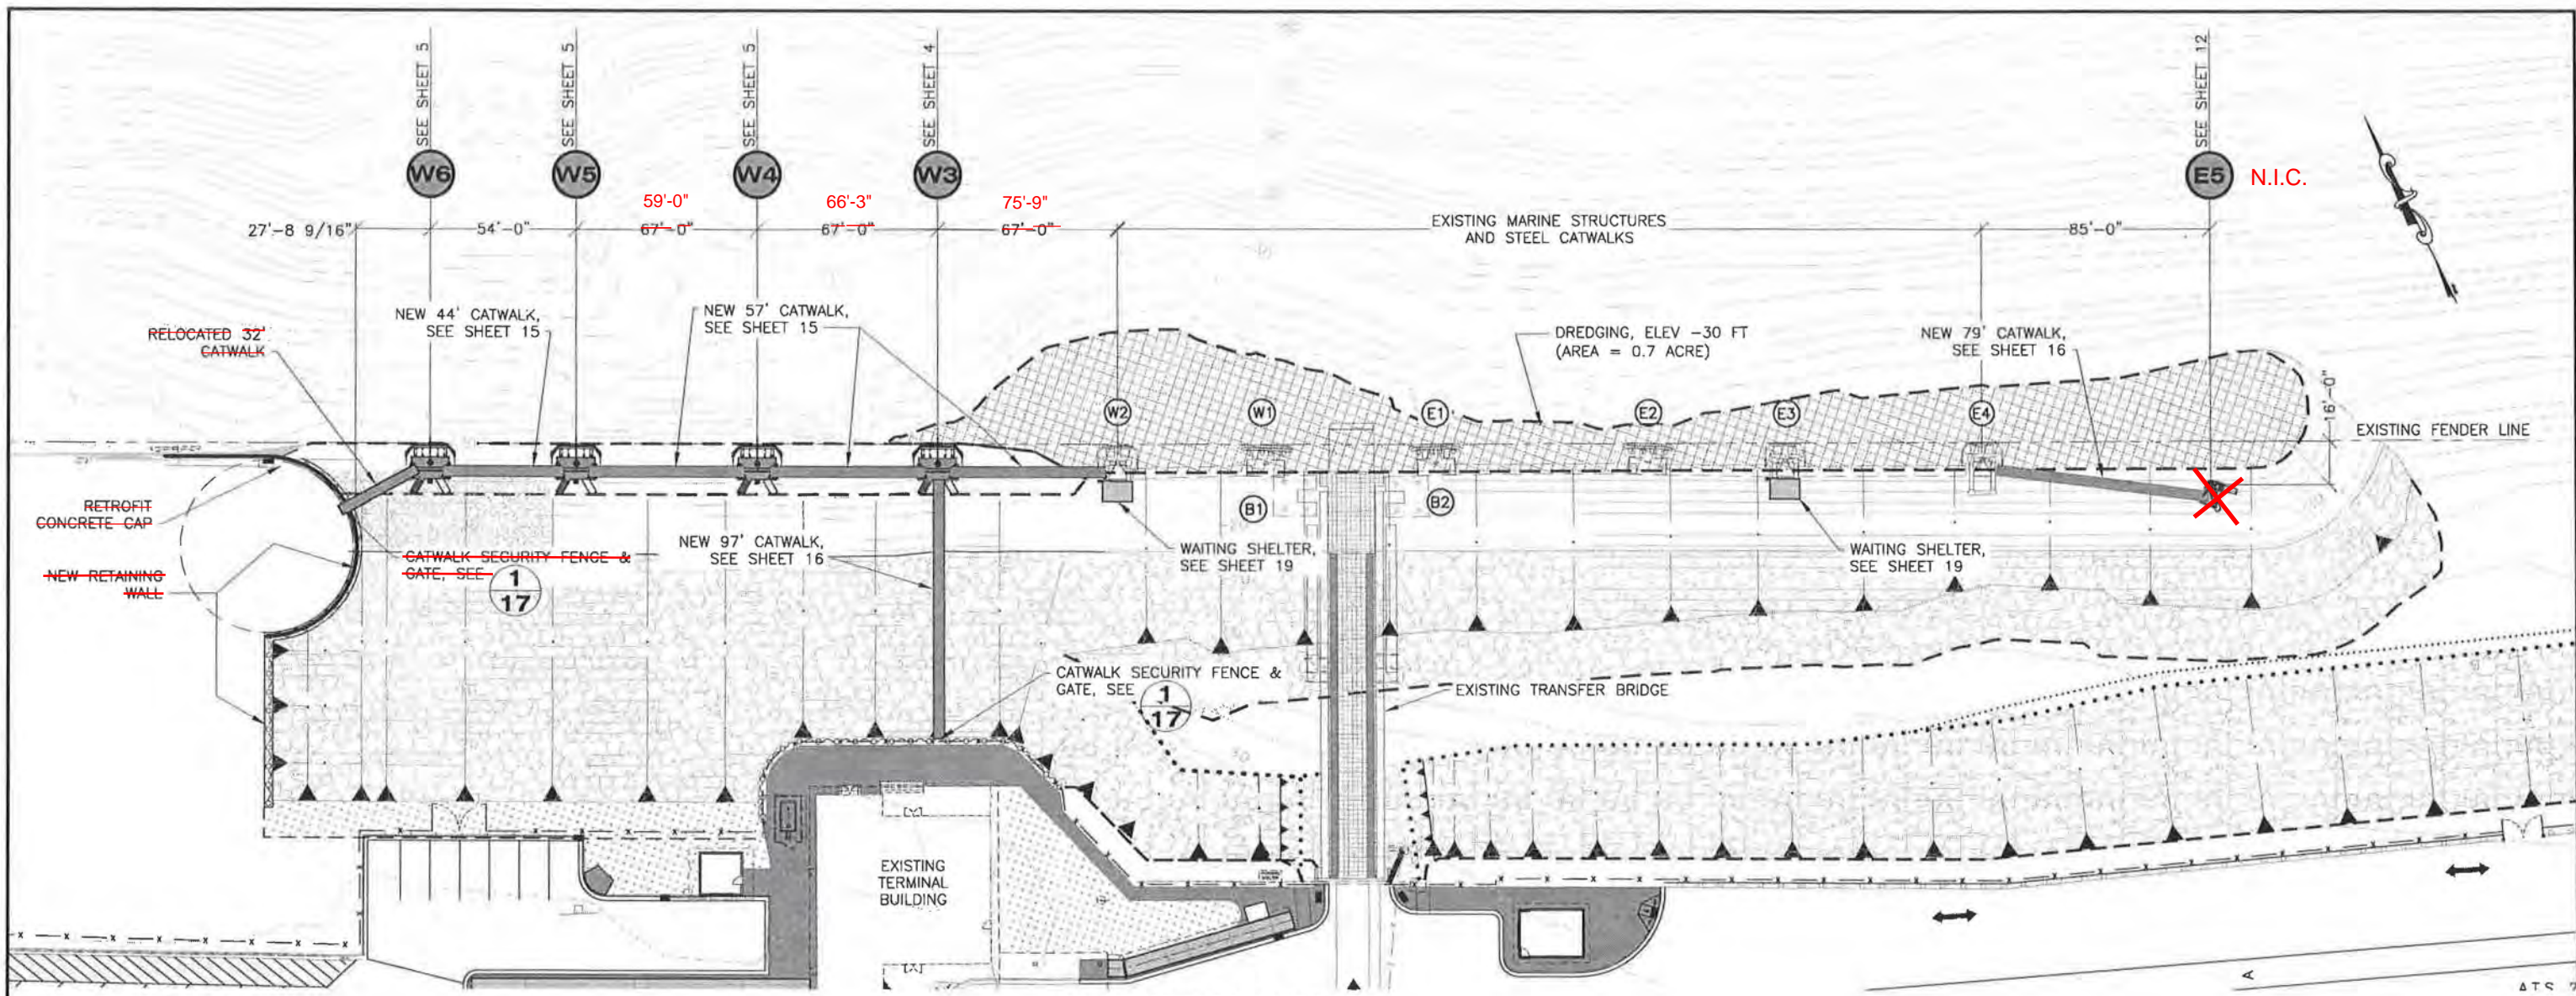 SEE SHEET 5
SEE SHEET 5
SEE SHEET 5
SEE SHEET 4
SEE SHEET 12
W6
W5
W4
W3
E5
N.I.C.
59'-0"
66'-3"
75'-9"
27'-8 9/16"
54'-0"
67'-0"
67'-0"
67'-0"
EXISTING MARINE STRUCTURES
AND STEEL CATWALKS
85'-0"
RELOCATED 32'
CATWALK
NEW 44' CATWALK,
SEE SHEET 15
NEW 57' CATWALK,
SEE SHEET 15
DREDGING, ELEV -30 FT
(AREA = 0.7 ACRE)
NEW 79' CATWALK,
SEE SHEET 16
W2
W1
E1
E2
E3
E4
16'-0"
EXISTING FENDER LINE
RETROFIT
CONCRETE CAP
B1
B2
NEW 97' CATWALK,
SEE SHEET 16
CATWALK SECURITY FENCE &
GATE, SEE
1
17
WAITING SHELTER,
SEE SHEET 19
WAITING SHELTER,
SEE SHEET 19
NEW RETAINING
WALL
CATWALK SECURITY FENCE &
GATE, SEE
1
17
EXISTING TRANSFER BRIDGE
EXISTING
TERMINAL
BUILDING
A
ATS